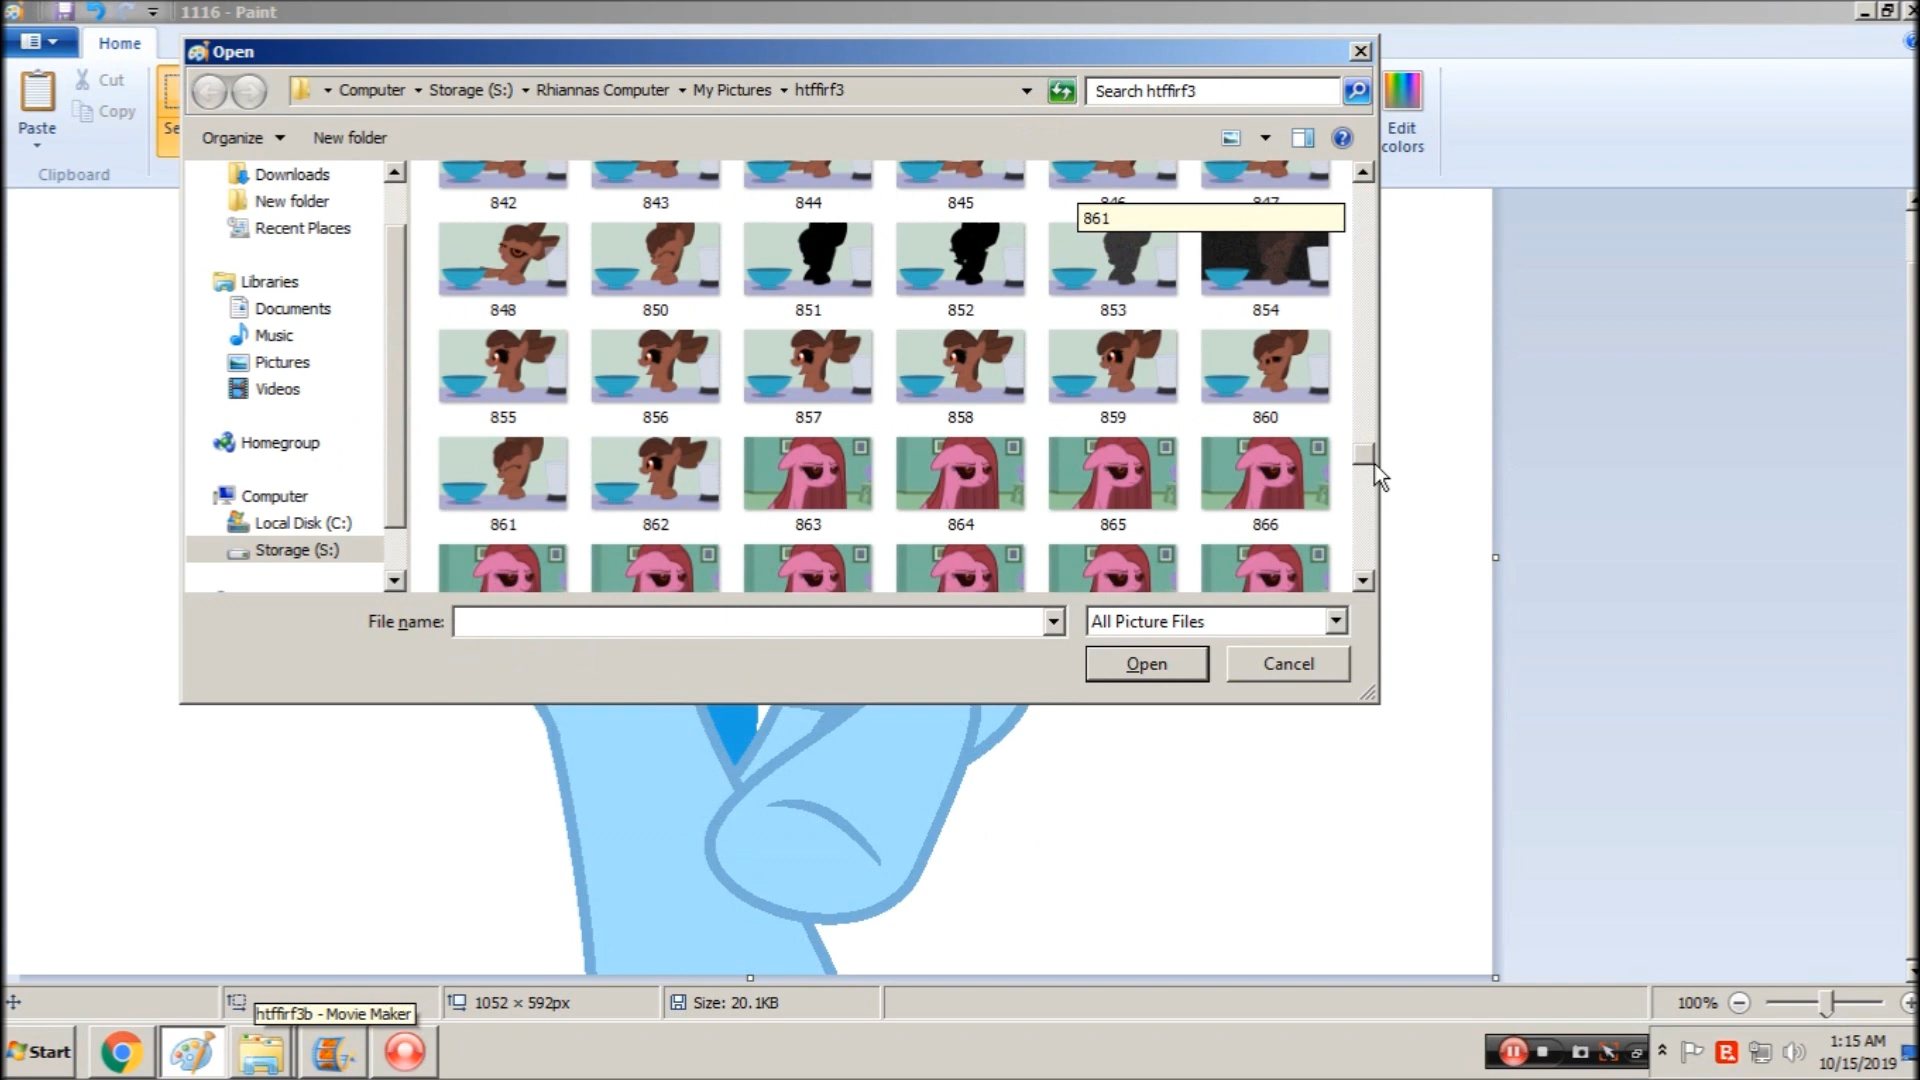 1116 - Paint
Home
Open
Cut
Copy
Paste
Se
Clipboard
Computer
Storage (S:)
Rhiannas Computer
My Pictures
htffirf3
Search htffirf3
Edit
colors
Organize
New folder
Downloads
New folder
Recent Places
Libraries
Documents
Music
Pictures
Videos
Homegroup
Computer
Local Disk (C:)
Storage (S:)
842 843 844 845 846 847
861
848 850 851 852 853 854
855 856 857 858 859 860
861 862 863 864 865 866
File name:
All Picture Files
Open
Cancel
1052 × 592px
Size: 20.1KB
100%
htffirf3b - Movie Maker
Start
1:15 AM
10/15/2019